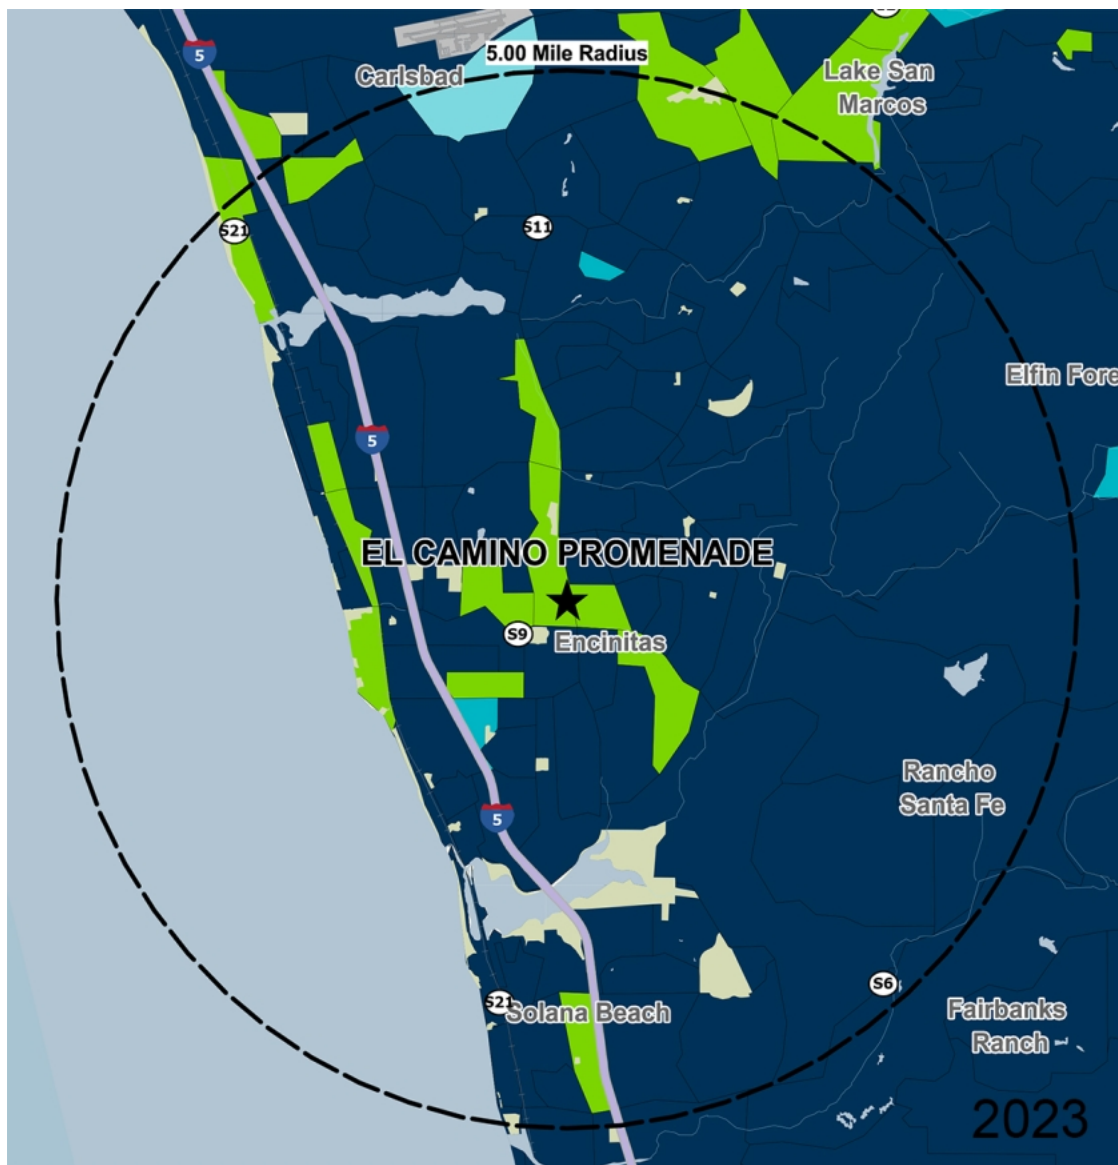 5
5.00 Mile Radius
Carlsbad
Lake San
Marcos
S21
S11
Elfin Fore
5
EL CAMINO PROMENADE
S9
Encinitas
Rancho
Santa Fe
5
S6
S21
Solana Beach
Fairbanks
Ranch
2023